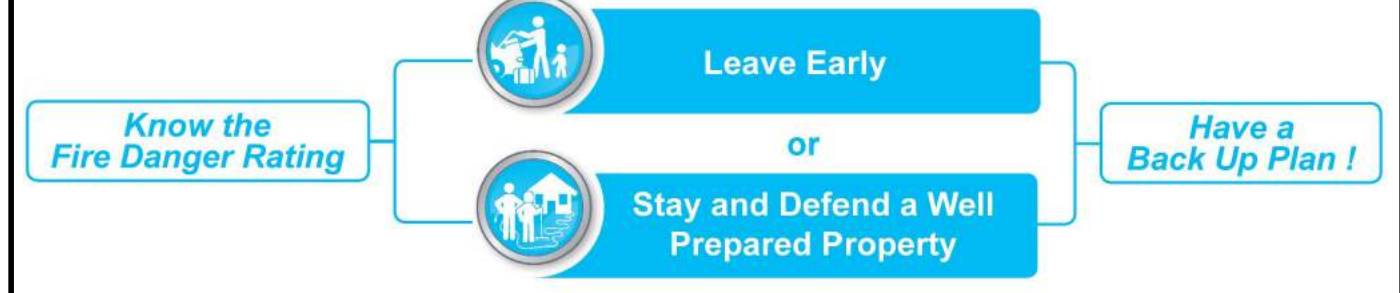 Know the
Fire Danger Rating
Leave Early
or
Stay and Defend a Well
Prepared Property
Have a
Back Up Plan !